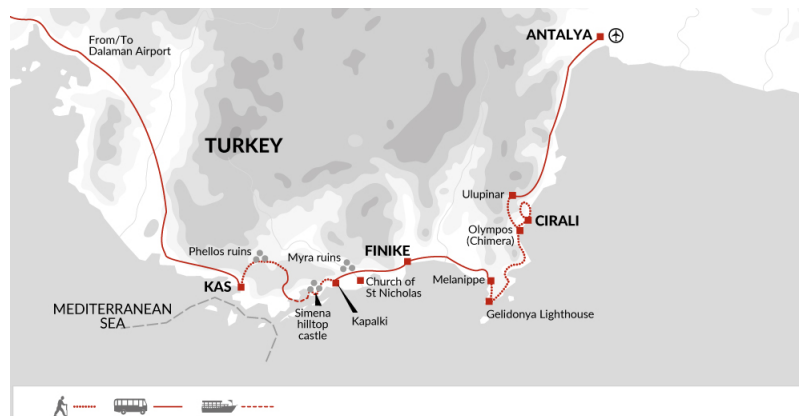 From/To
Dalaman Airport
ANTALYA
TURKEY
Ulupinar
CIRALI
Olympos
(Chimera)
Phellos ruins
Myra ruins
FINIKE
KAS
Church of
St Nicholas
Melanippe
MEDITERRANEAN
SEA
Simena
hilltop
castle
Kapalki
Gelidonya Lighthouse